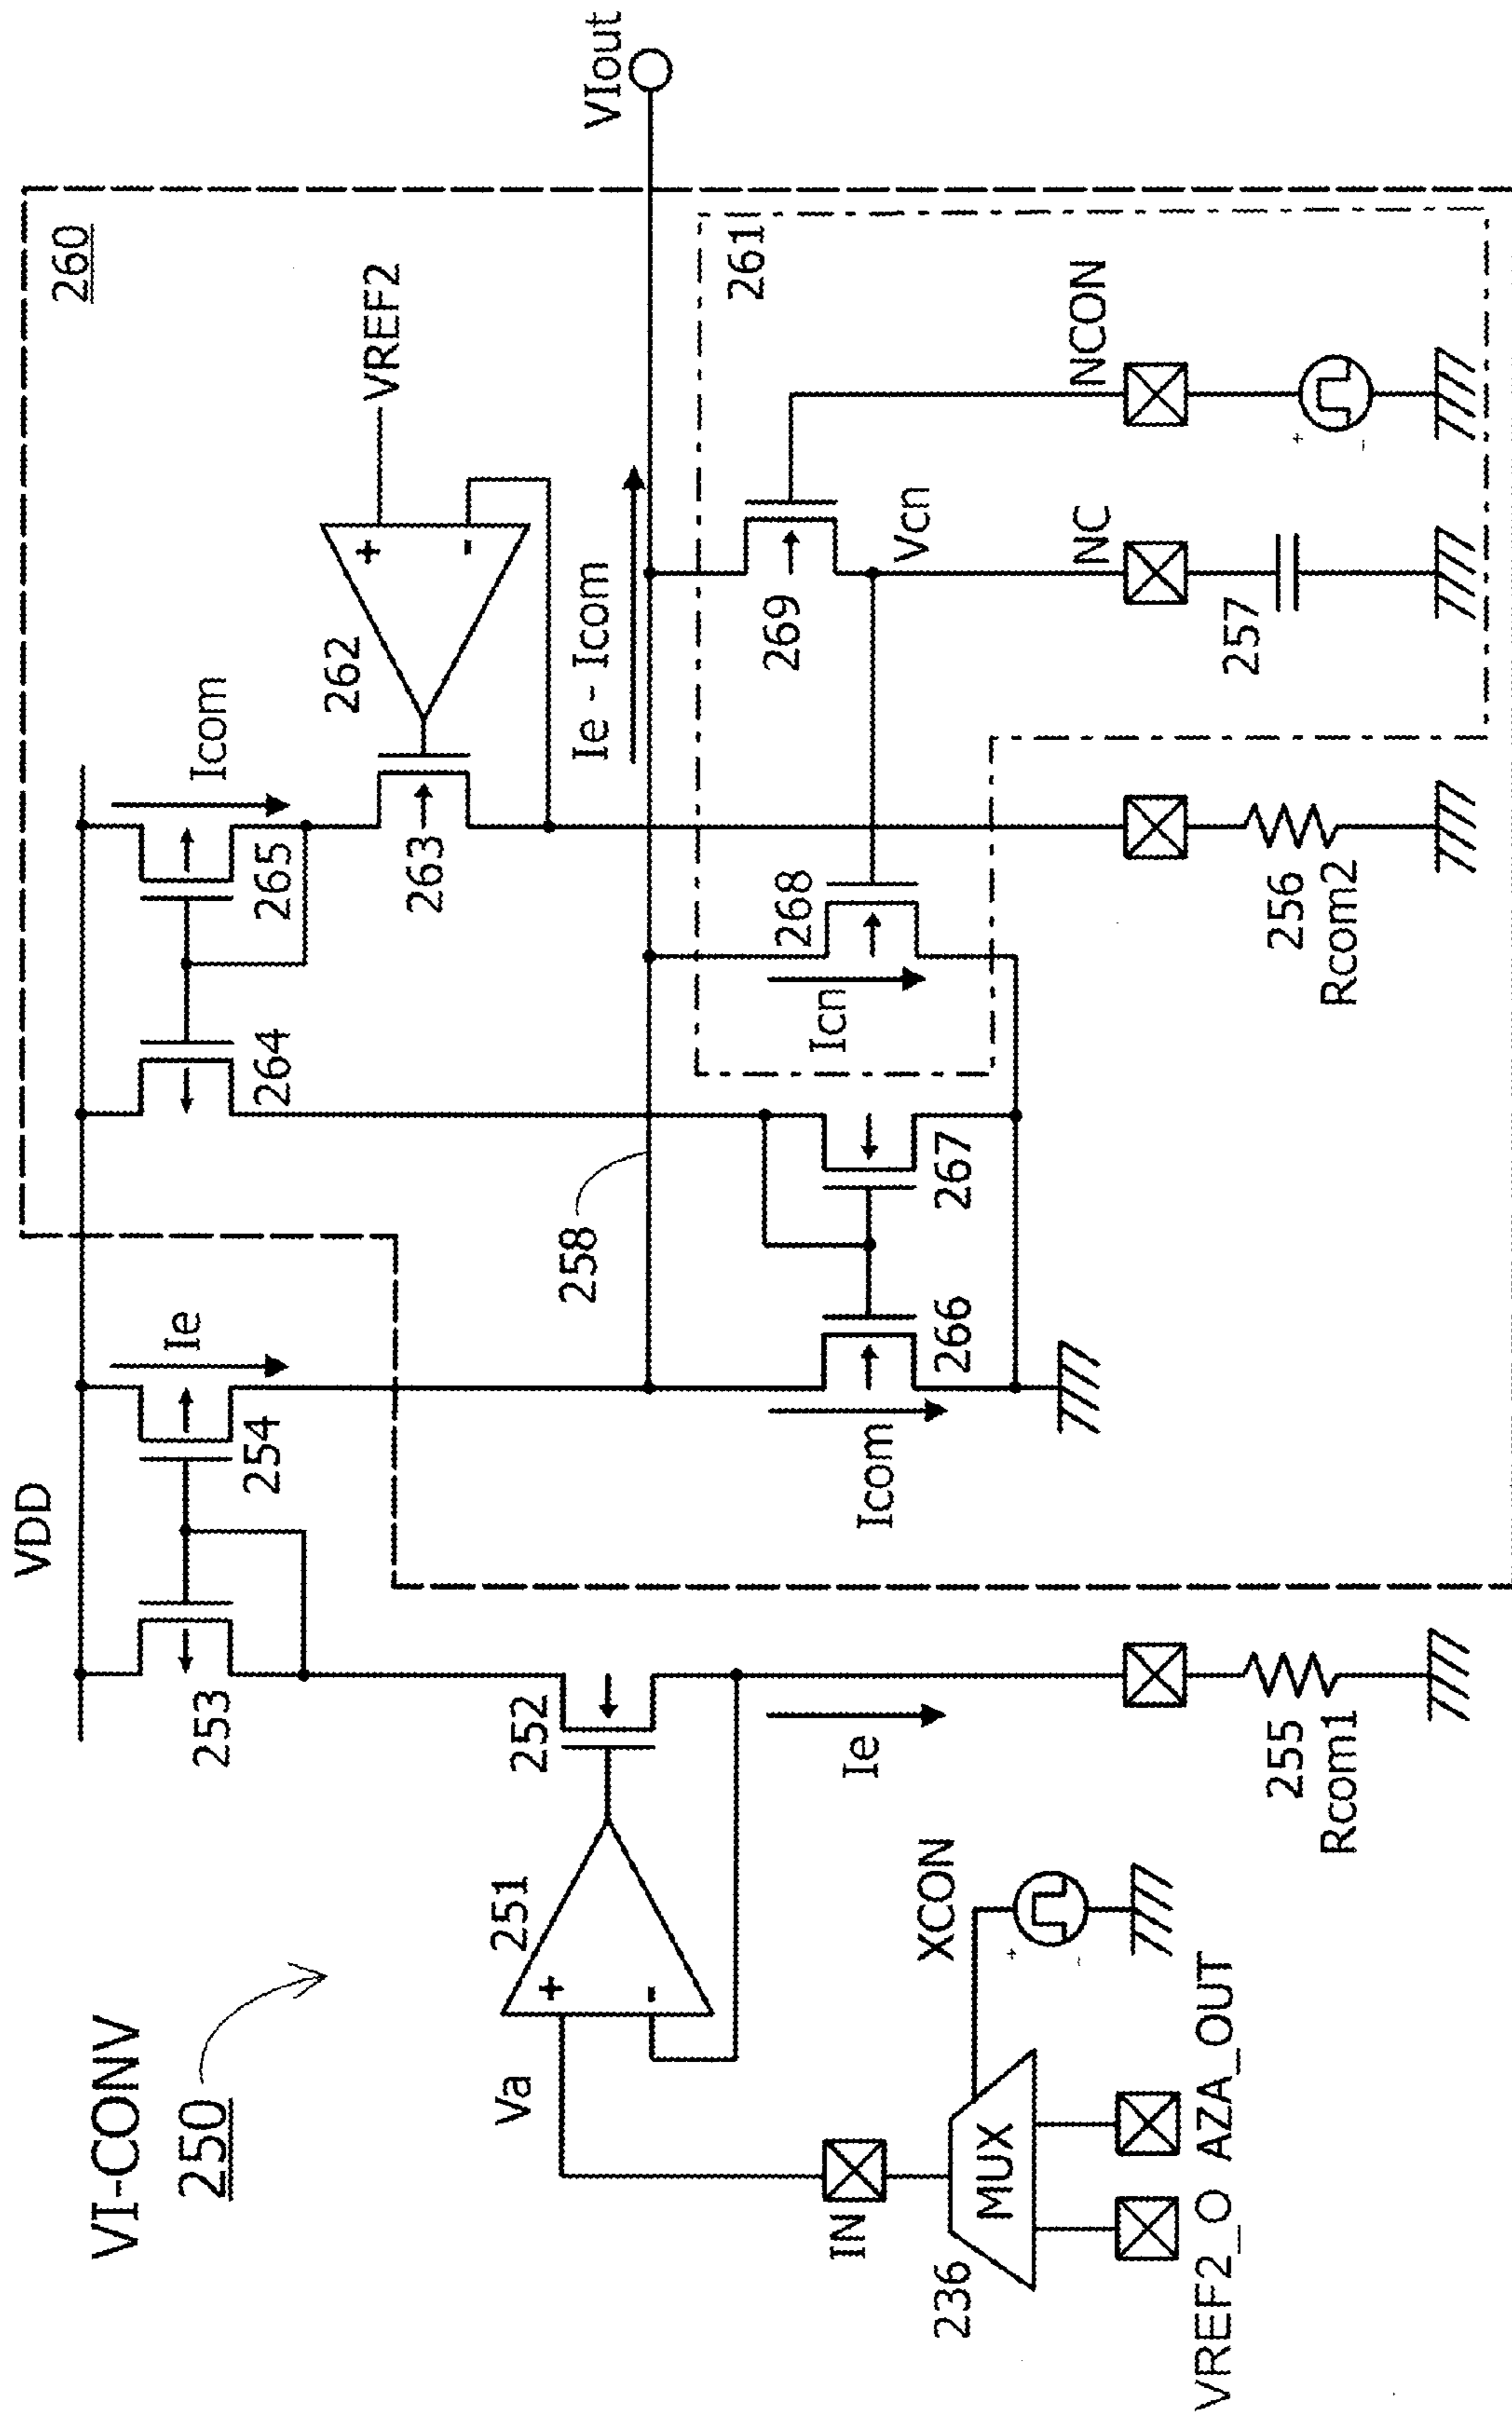 VI-CONV
250
VDD
260
253
254
Ie
264
265
Icom
VREF2
262
263
251
+
-
Va
252
Ie
258
Ie - Icom
VIout
+
-
IN
236
MUX
XCON
+
-
VREF2_O
AZA_OUT
255
Rcom1
Icom
266
267
Icn
268
261
269
Vcn
NC
NCON
257
+
-
256
Rcom2